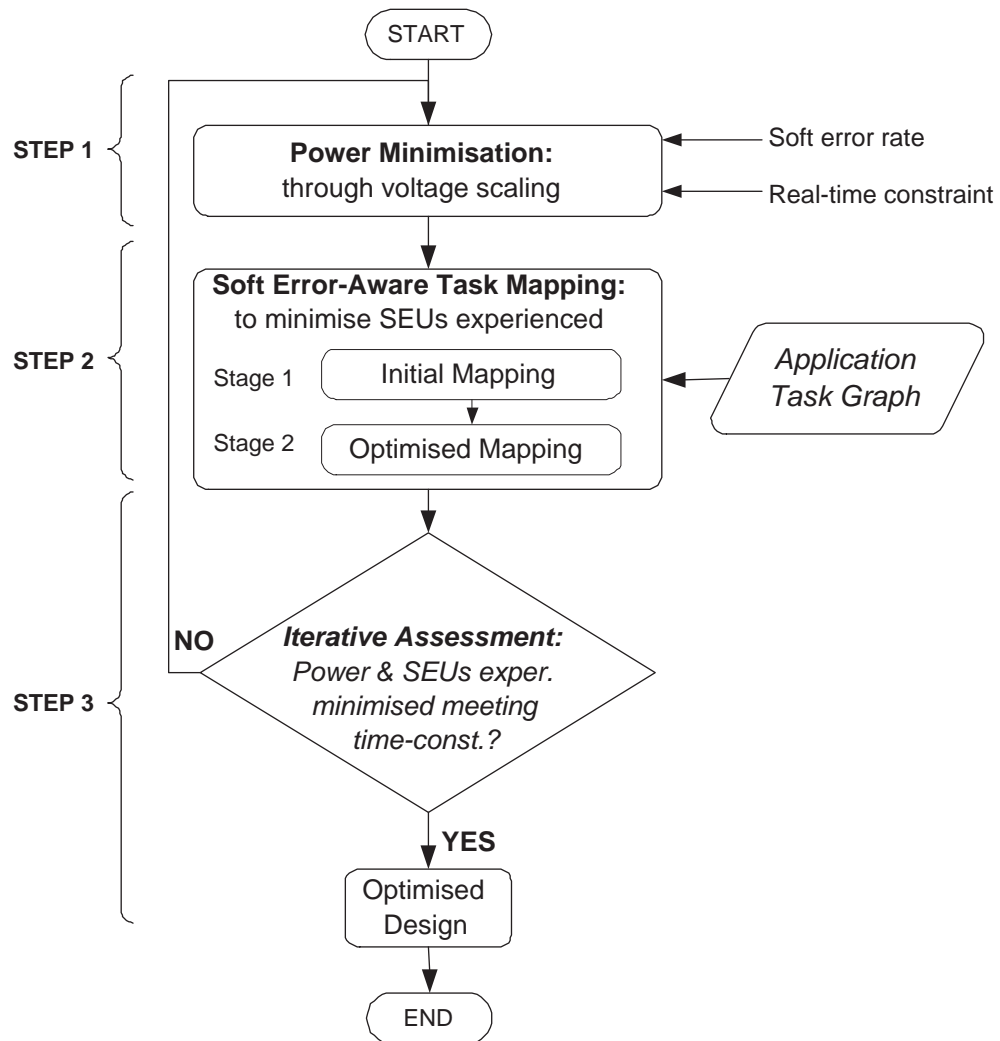 START
STEP 1
Power Minimisation:
through voltage scaling
Soft error rate
Real-time constraint
STEP 2
Soft Error-Aware Task Mapping:
to minimise SEUs experienced
Stage 1
Initial Mapping
Stage 2
Optimised Mapping
Application
Task Graph
STEP 3
NO
Iterative Assessment:
Power & SEUs exper.
minimised meeting
time-const.?
YES
Optimised
Design
END